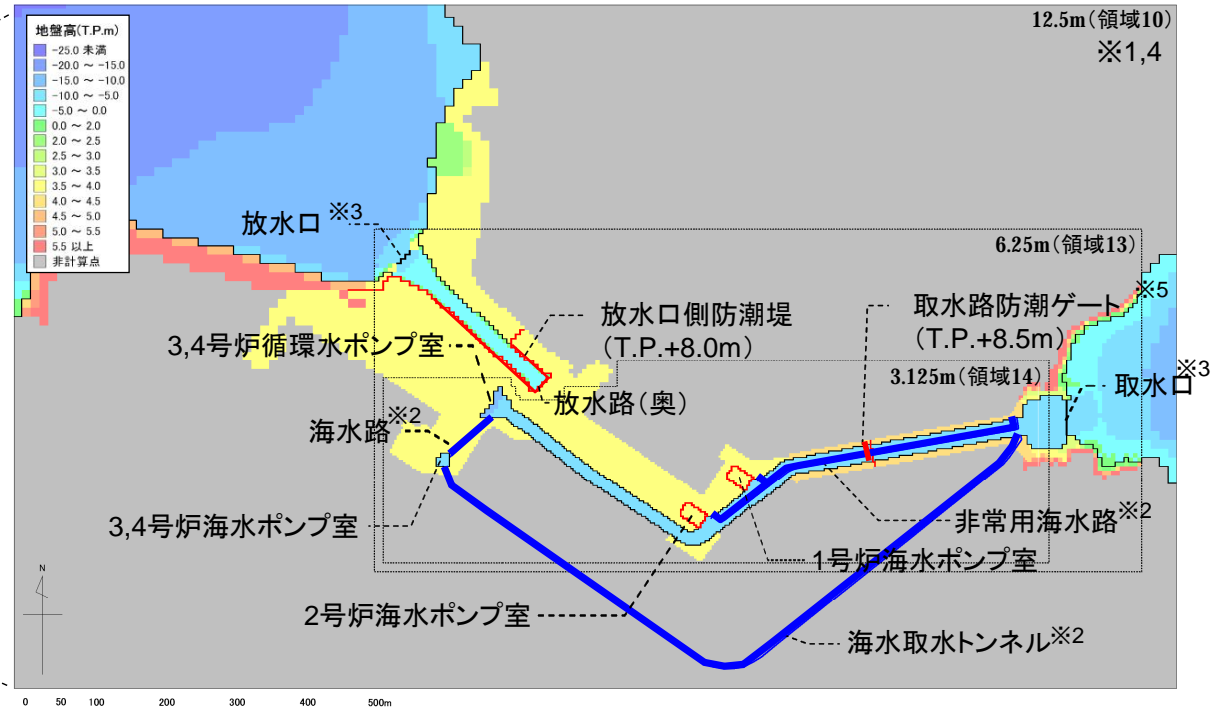 地盤高(T.P.m)
-25.0 未満
-20.0 ~ -15.0
-15.0 ~ -10.0
-10.0 ~ -5.0
-5.0 ~ 0.0
0.0 ~ 2.0
2.0 ~ 2.5
2.5 ~ 3.0
3.0 ~ 3.5
3.5 ~ 4.0
4.0 ~ 4.5
4.5 ~ 5.0
5.0 ~ 5.5
5.5 以上
非計算点
12.5m(領域10)
※1,4
放水口※3
6.25m(領域13)
放水口側防潮堤
(T.P.+8.0m)
取水路防潮ゲート※5
(T.P.+8.5m)
3,4号炉循環水ポンプ室
3.125m(領域14)
取水口※3
放水路(奥)
海水路※2
3,4号炉海水ポンプ室
非常用海水路※2
1号炉海水ポンプ室
2号炉海水ポンプ室
海水取水トンネル※2
N
0 50 100 200 300 400 500m